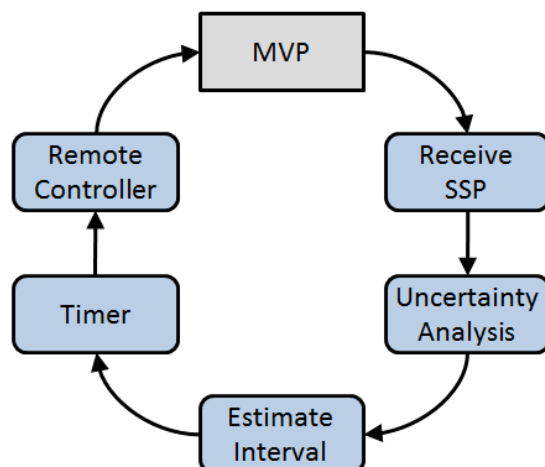 MVP
Remote
Controller
Receive
SSP
Timer
Uncertainty
Analysis
Estimate
Interval